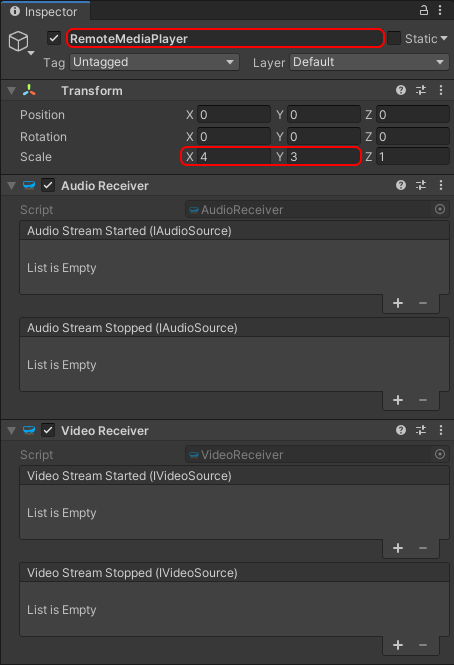 Inspector
RemoteMediaPlayer Static
Tag Untagged Layer Default
Transform
Position X 0 Y 0 Z 0
Rotation X 0 Y 0 Z 0
Scale X 4 Y 3 Z 1
Audio Receiver
Script AudioReceiver
Audio Stream Started (IAudioSource)
List is Empty
Audio Stream Stopped (IAudioSource)
List is Empty
Video Receiver
Script VideoReceiver
Video Stream Started (IVideoSource)
List is Empty
Video Stream Stopped (IVideoSource)
List is Empty